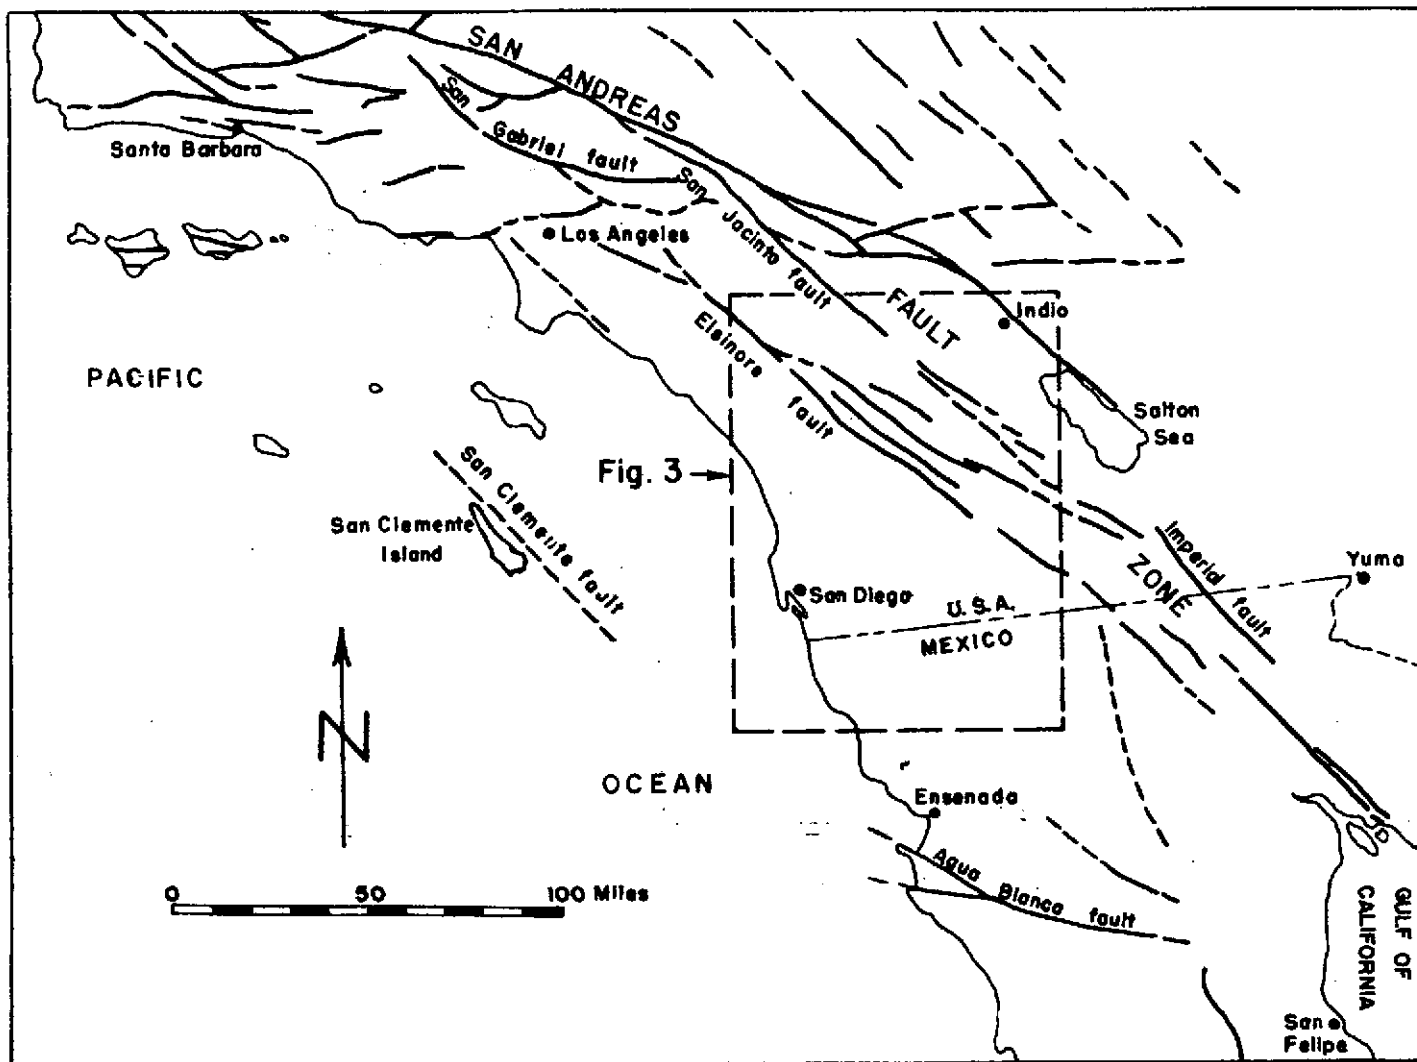 SAN ANDREAS FAULT ZONE
San Gabriel fault
San Jacinto fault
Santa Barbara
Los Angeles
Elsinore fault
Indio
PACIFIC
OCEAN
Salton
Sea
Fig. 3
San Clemente fault
San Clemente
Island
Imperial fault
Yuma
San Diego
U. S. A.
MEXICO
N
Ensenada
Agua Blanca fault
0 50 100 Miles
GULF OF
CALIFORNIA
San
Felipe